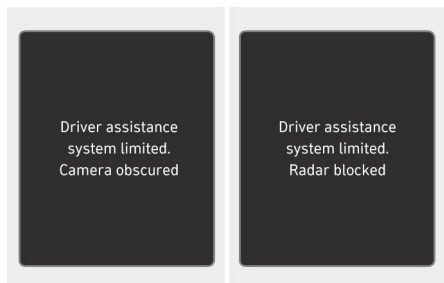 Driver assistance
system limited.
Camera obscured
Driver assistance
system limited.
Radar blocked